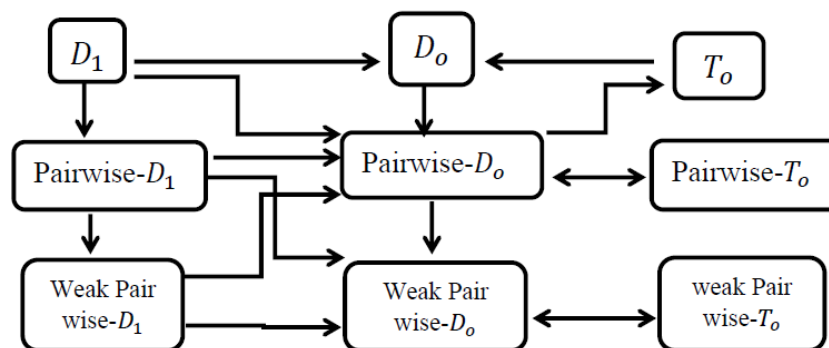 D₁
Dₒ
Tₒ
Pairwise-D₁
Pairwise-Dₒ
Pairwise-Tₒ
Weak Pair
wise-D₁
Weak Pair
wise-Dₒ
weak Pair
wise-Tₒ